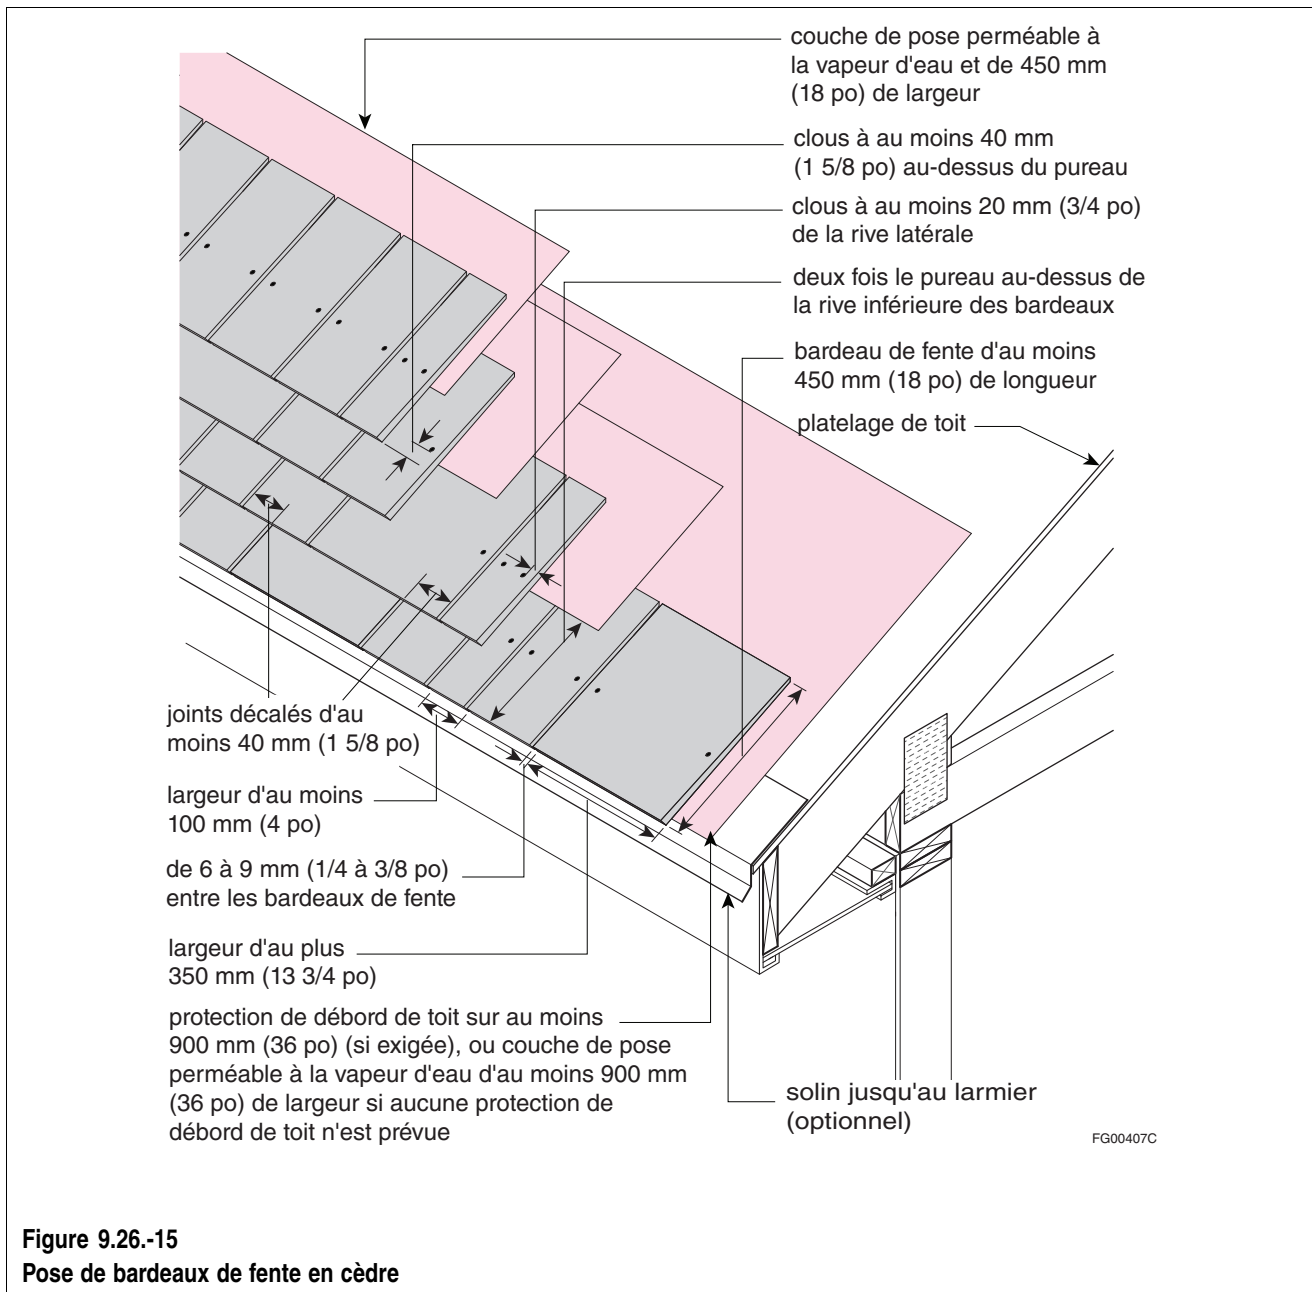 couche de pose perméable à
la vapeur d'eau et de 450 mm
(18 po) de largeur
clous à au moins 40 mm
(1 5/8 po) au-dessus du pureau
clous à au moins 20 mm (3/4 po)
de la rive latérale
deux fois le pureau au-dessus de
la rive inférieure des bardeaux
bardeau de fente d'au moins
450 mm (18 po) de longueur
platelage de toit
joints décalés d'au
moins 40 mm (1 5/8 po)
largeur d'au moins
100 mm (4 po)
de 6 à 9 mm (1/4 à 3/8 po)
entre les bardeaux de fente
largeur d'au plus
350 mm (13 3/4 po)
protection de débord de toit sur au moins
900 mm (36 po) (si exigée), ou couche de pose
perméable à la vapeur d'eau d'au moins 900 mm
(36 po) de largeur si aucune protection de
débord de toit n'est prévue
solin jusqu'au larmier
(optionnel)
FG00407C
Figure 9.26.-15
Pose de bardeaux de fente en cèdre